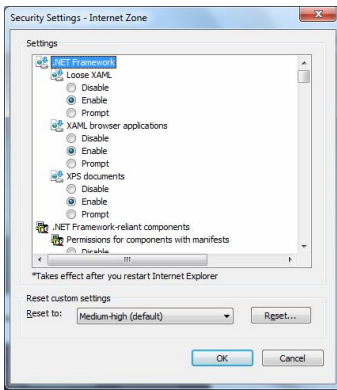 Security Settings - Internet Zone
Settings
.NET Framework
Loose XAML
Disable
Enable
Prompt
XAML browser applications
Disable
Enable
Prompt
XPS documents
Disable
Enable
Prompt
.NET Framework-reliant components
Permissions for components with manifests
Disable
*Takes effect after you restart Internet Explorer
Reset custom settings
Reset to: Medium-high (default) Reset...
OK Cancel